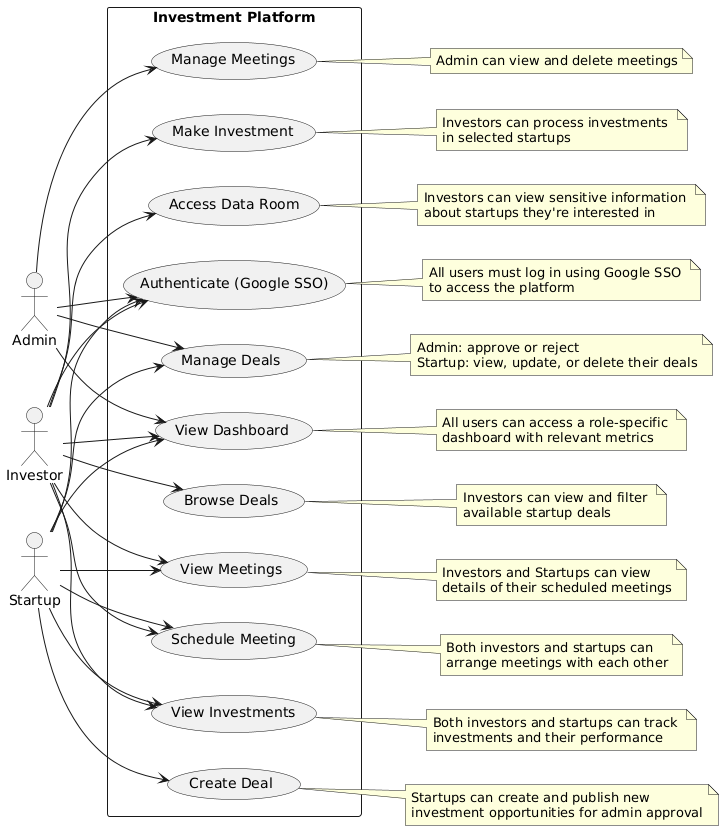 Investment Platform
Manage Meetings
Admin can view and delete meetings
Make Investment
Investors can process investments
in selected startups
Access Data Room
Investors can view sensitive information
about startups they're interested in
Authenticate (Google SSO)
All users must log in using Google SSO
to access the platform
Admin
Manage Deals
Admin: approve or reject
Startup: view, update, or delete their deals
View Dashboard
All users can access a role-specific
dashboard with relevant metrics
Investor
Browse Deals
Investors can view and filter
available startup deals
View Meetings
Investors and Startups can view
details of their scheduled meetings
Startup
Schedule Meeting
Both investors and startups can
arrange meetings with each other
View Investments
Both investors and startups can track
investments and their performance
Create Deal
Startups can create and publish new
investment opportunities for admin approval